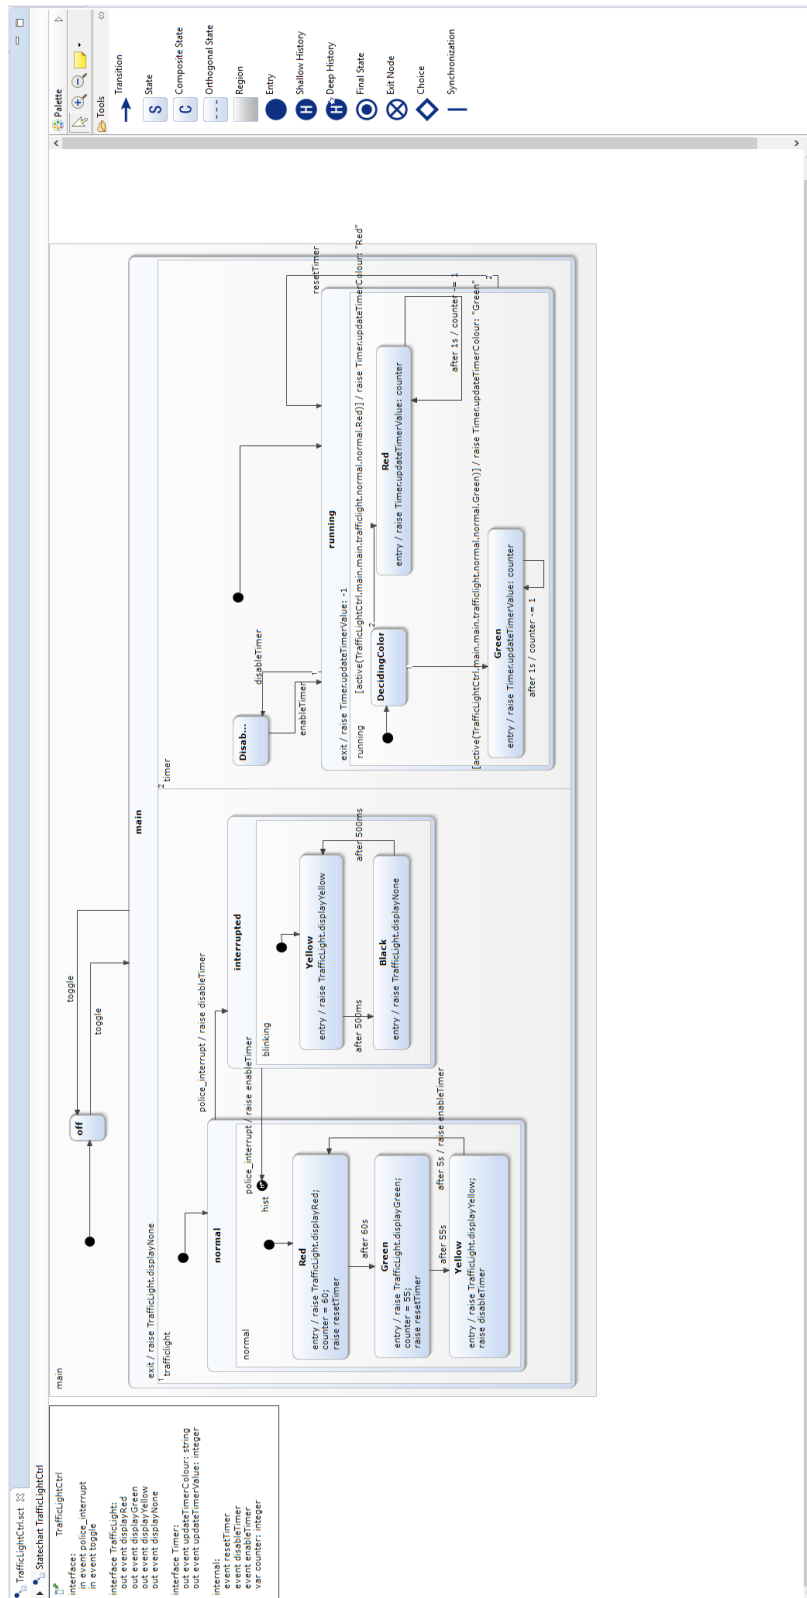 TrafficLightCtrl.sct
Statechart TrafficLightCtrl
TrafficLightCtrl
interface:
in event police_interrupt
in event toggle
interface TrafficLight:
out event displayRed
out event displayGreen
out event displayYellow
out event displayNone
interface Timer:
out event updateTimerColour: string
out event updateTimerValue: integer
internal:
event resetTimer
event disableTimer
event enableTimer
var counter: integer
main
off
toggle
toggle
main
exit / raise TrafficLight.displayNone
1
trafficlight
normal
normal
Red
entry / raise TrafficLight.displayRed;
counter = 60;
raise resetTimer
after 60s
Green
entry / raise TrafficLight.displayGreen;
counter = 55;
raise resetTimer
after 55s
Yellow
entry / raise TrafficLight.displayYellow;
raise disableTimer
after 5s / raise enableTimer
hist
police_interrupt / raise disableTimer
police_interrupt / raise enableTimer
interrupted
blinking
Yellow
entry / raise TrafficLight.displayYellow
after 500ms
Black
entry / raise TrafficLight.displayNone
after 500ms
2
timer
Disab...
disableTimer
enableTimer
1
running
exit / raise Timer.updateTimerValue: -1
running
DecidingColor
2
[active(TrafficLightCtrl.main.main.trafficlight.normal.normal.Red)] / raise Timer.updateTimerColour: "Red"
Red
entry / raise Timer.updateTimerValue: counter
after 1s / counter -= 1
1
[active(TrafficLightCtrl.main.main.trafficlight.normal.normal.Green)] / raise Timer.updateTimerColour: "Green"
Green
entry / raise Timer.updateTimerValue: counter
after 1s / counter -= 1
resetTimer
2
Palette
Tools
Transition
S State
C Composite State
Orthogonal State
Region
Entry
H Shallow History
H* Deep History
Final State
Exit Node
Choice
Synchronization